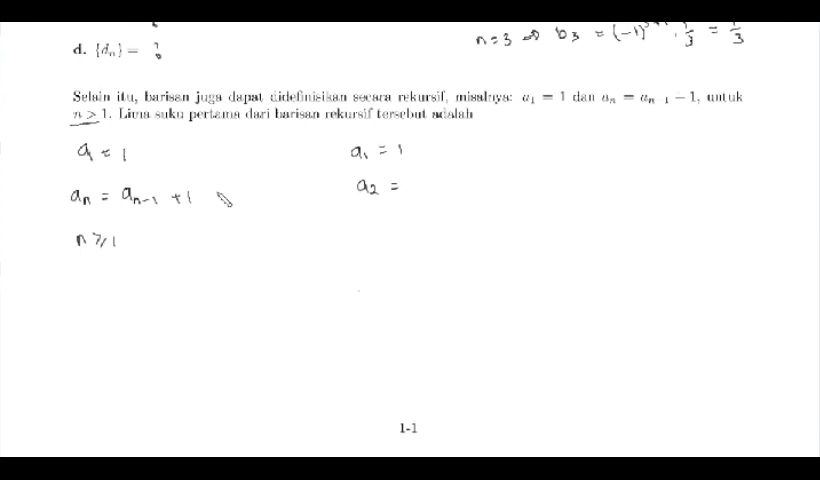 n=3 ⇒ b₃ = (-1)³⁺¹ · 1/3 = 1/3
d. {dₙ} = ?
Selain itu, barisan juga dapat didefinisikan secara rekursif, misalnya: a₁ = 1 dan aₙ = aₙ₋₁ + 1, untuk
n > 1. Lima suku pertama dari barisan rekursif tersebut adalah
a₁ = 1
a₁ = 1
aₙ = aₙ₋₁ + 1
a₂ =
n ≥ 1
1-1